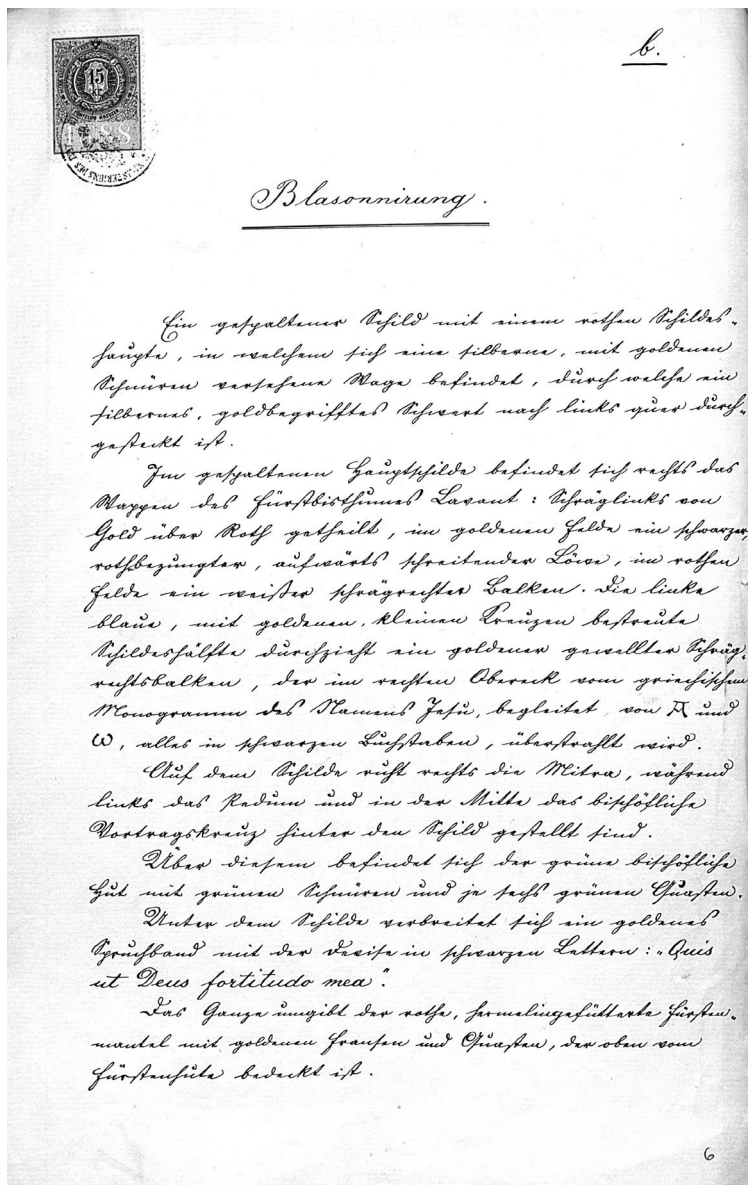 b.
15
kr.
1888
Blasonnirung.
Ein gespaltener Schild mit einem rothen Schildes-
haupte, in welchem sich eine silberne, mit goldenen
Schnüren versehene Wage befindet, durch welche ein
silbernes, goldbegrifftes Schwert nach links quer durch-
gesteckt ist.
Im gespaltenen Hauptschilde befindet sich rechts das
Wappen des Fürstbisthumes Lavant: Schräglinks von
Gold über Roth getheilt, im goldenen Felde ein schwarzer,
rothbezungter, aufwärts schreitender Löwe, im rothen
Felde ein weißer schrägrechter Balken. Die linke
blaue, mit goldenen, kleinen Kreuzen bestreute
Schildeshälfte durchzieht ein goldener gewellter Schräg-
rechtsbalken, der im rechten Obereck vom griechischen
Monogramm des Namens Jesu, begleitet von A und
ω, alles in schwarzen Buchstaben, überstrahlt wird.
Auf dem Schilde ruht rechts die Mitra, während
links das Pedum und in der Mitte das bischöfliche
Vortragskreuz hinter den Schild gestellt sind.
Über diesem befindet sich der grüne bischöfliche
Hut mit grünen Schnüren und je sechs grünen Quasten.
Unter dem Schilde verbreitet sich ein goldenes
Spruchband mit der Devise in schwarzen Lettern: „Quis
ut Deus fortitudo mea“.
Das Ganze umgibt der rothe, hermelingefütterte Fürsten-
mantel mit goldenen Fransen und Quasten, der oben vom
Fürstenhute bedeckt ist.
6